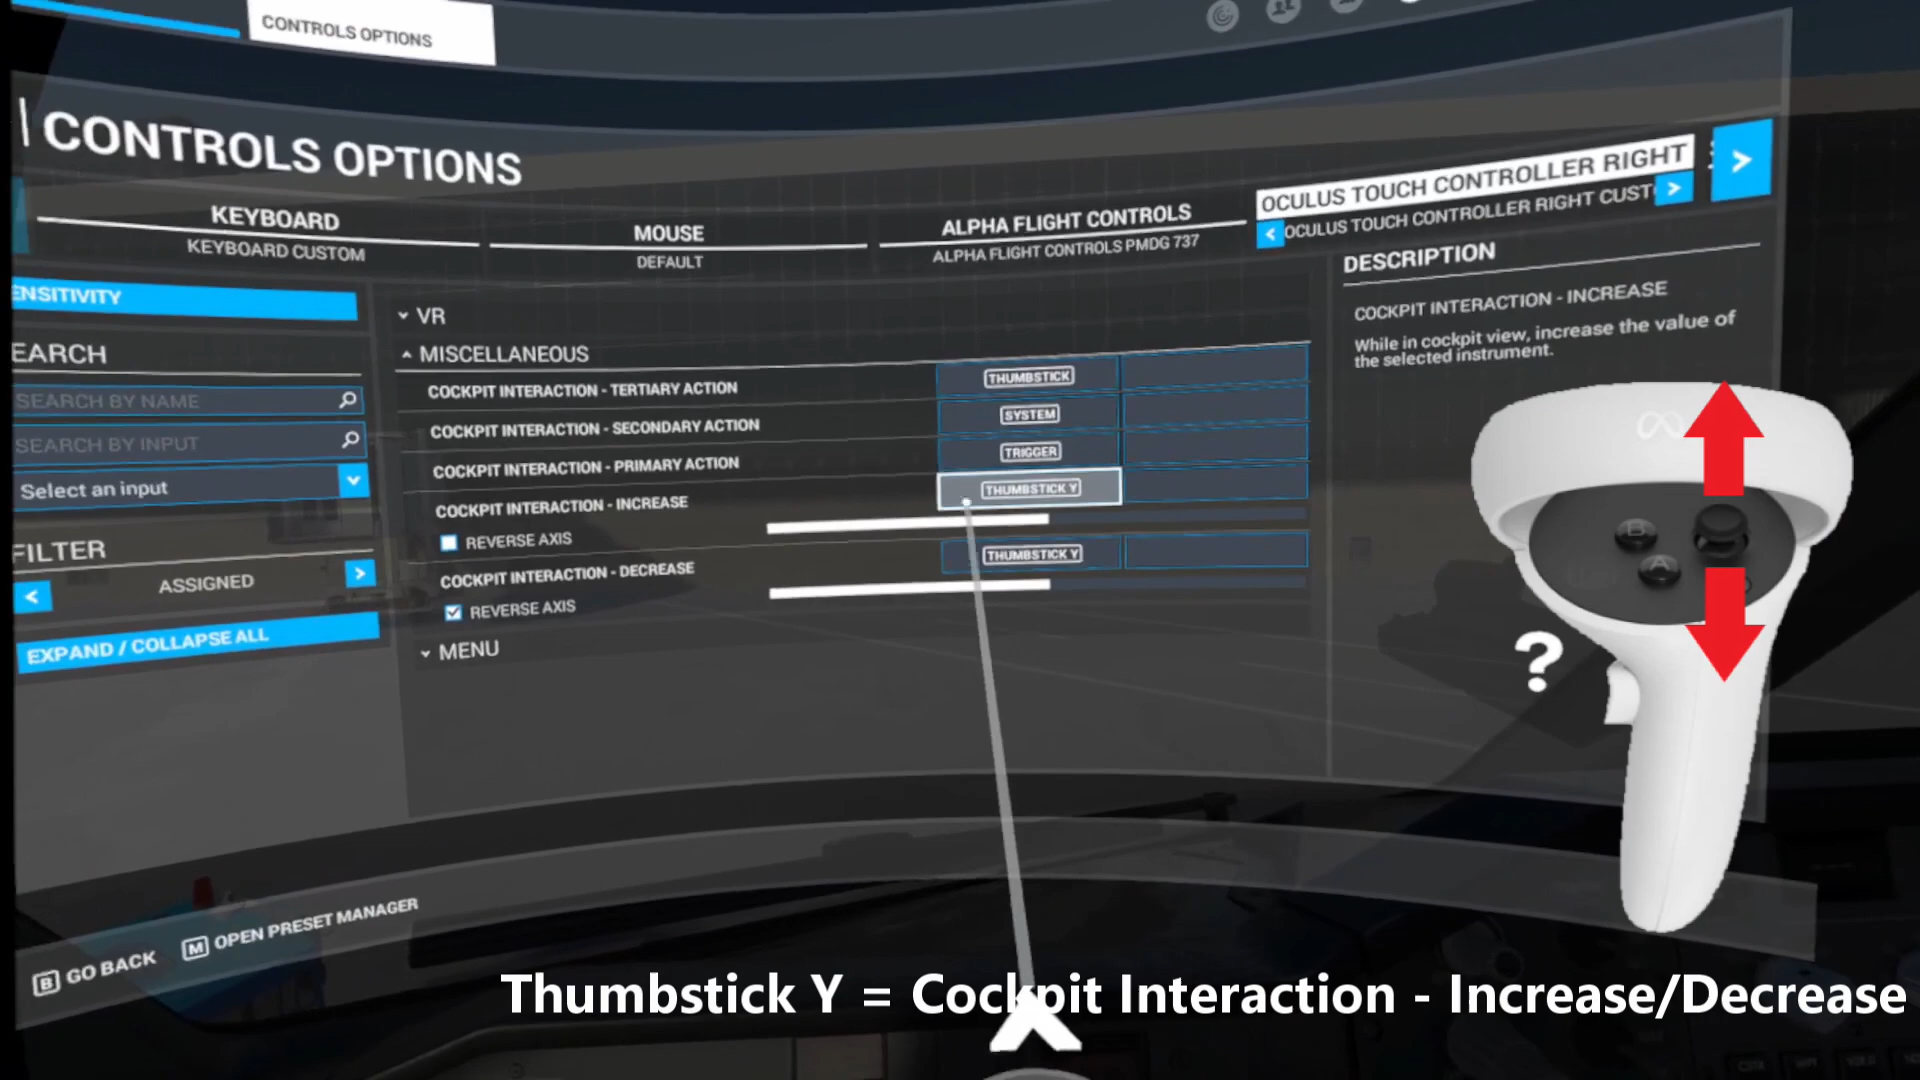 CONTROLS OPTIONS
CONTROLS OPTIONS
KEYBOARD
KEYBOARD CUSTOM
MOUSE
DEFAULT
ALPHA FLIGHT CONTROLS
ALPHA FLIGHT CONTROLS PMDG 737
OCULUS TOUCH CONTROLLER RIGHT
OCULUS TOUCH CONTROLLER RIGHT CUST
ENSITIVITY
EARCH
SEARCH BY NAME
SEARCH BY INPUT
Select an input
FILTER
ASSIGNED
EXPAND / COLLAPSE ALL
VR
MISCELLANEOUS
COCKPIT INTERACTION - TERTIARY ACTION
THUMBSTICK
COCKPIT INTERACTION - SECONDARY ACTION
SYSTEM
COCKPIT INTERACTION - PRIMARY ACTION
TRIGGER
COCKPIT INTERACTION - INCREASE
THUMBSTICK Y
REVERSE AXIS
COCKPIT INTERACTION - DECREASE
THUMBSTICK Y
REVERSE AXIS
MENU
DESCRIPTION
COCKPIT INTERACTION - INCREASE
While in cockpit view, increase the value of
the selected instrument.
B
A
?
B GO BACK
M OPEN PRESET MANAGER
Thumbstick Y = Cockpit Interaction - Increase/Decrease